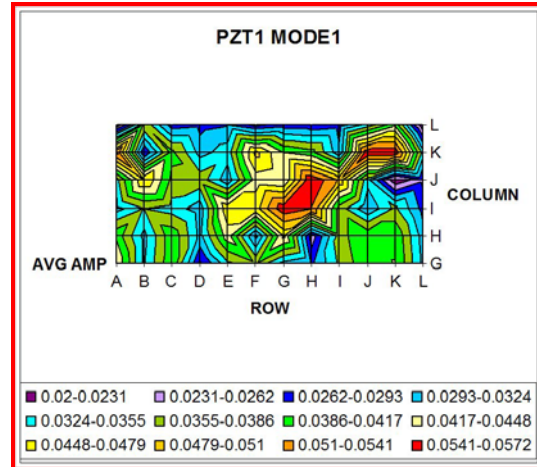 PZT1 MODE1
L
K
J
COLUMN
I
H
AVG AMP
G
A B C D E F G H I J K L
ROW
0.02-0.0231 0.0231-0.0262 0.0262-0.0293 0.0293-0.0324
0.0324-0.0355 0.0355-0.0386 0.0386-0.0417 0.0417-0.0448
0.0448-0.0479 0.0479-0.051 0.051-0.0541 0.0541-0.0572